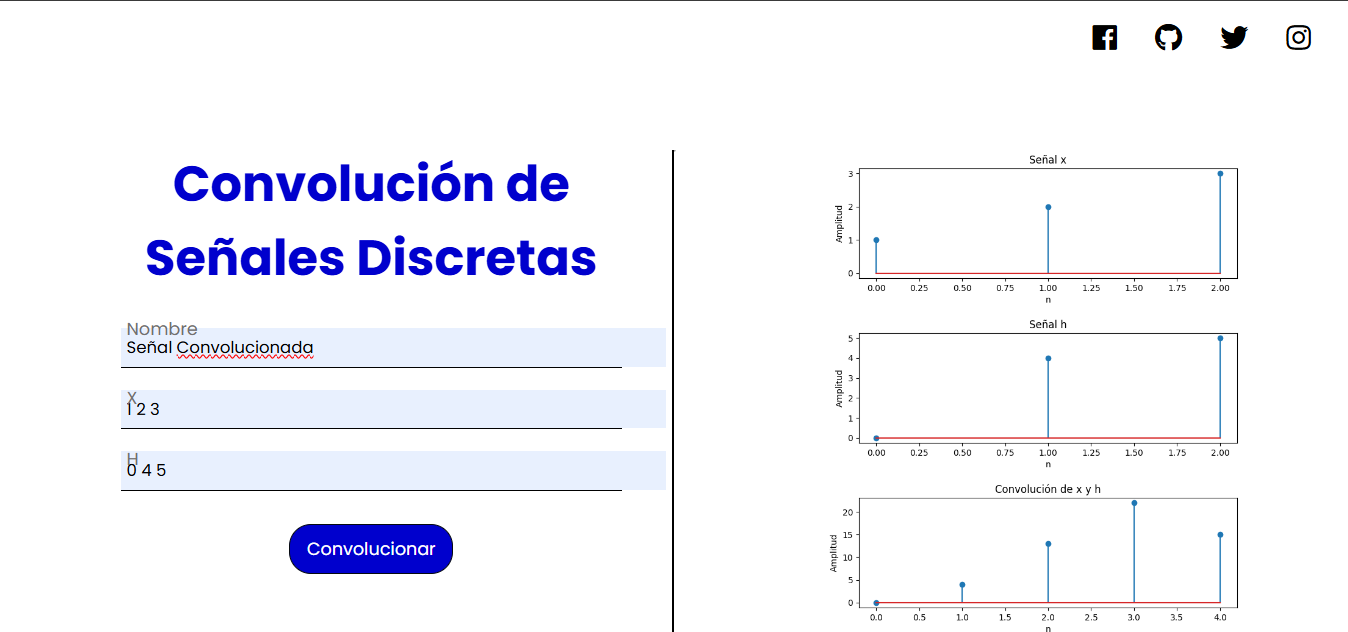 Convolución de
Señales Discretas
Nombre
Señal Convolucionada
X
1 2 3
H
0 4 5
Convolucionar
Señal x
Amplitud
3
2
1
0
0.00 0.25 0.50 0.75 1.00 1.25 1.50 1.75 2.00
n
Señal h
Amplitud
5
4
3
2
1
0
0.00 0.25 0.50 0.75 1.00 1.25 1.50 1.75 2.00
n
Convolución de x y h
Amplitud
20
15
10
5
0
0.0 0.5 1.0 1.5 2.0 2.5 3.0 3.5 4.0
n